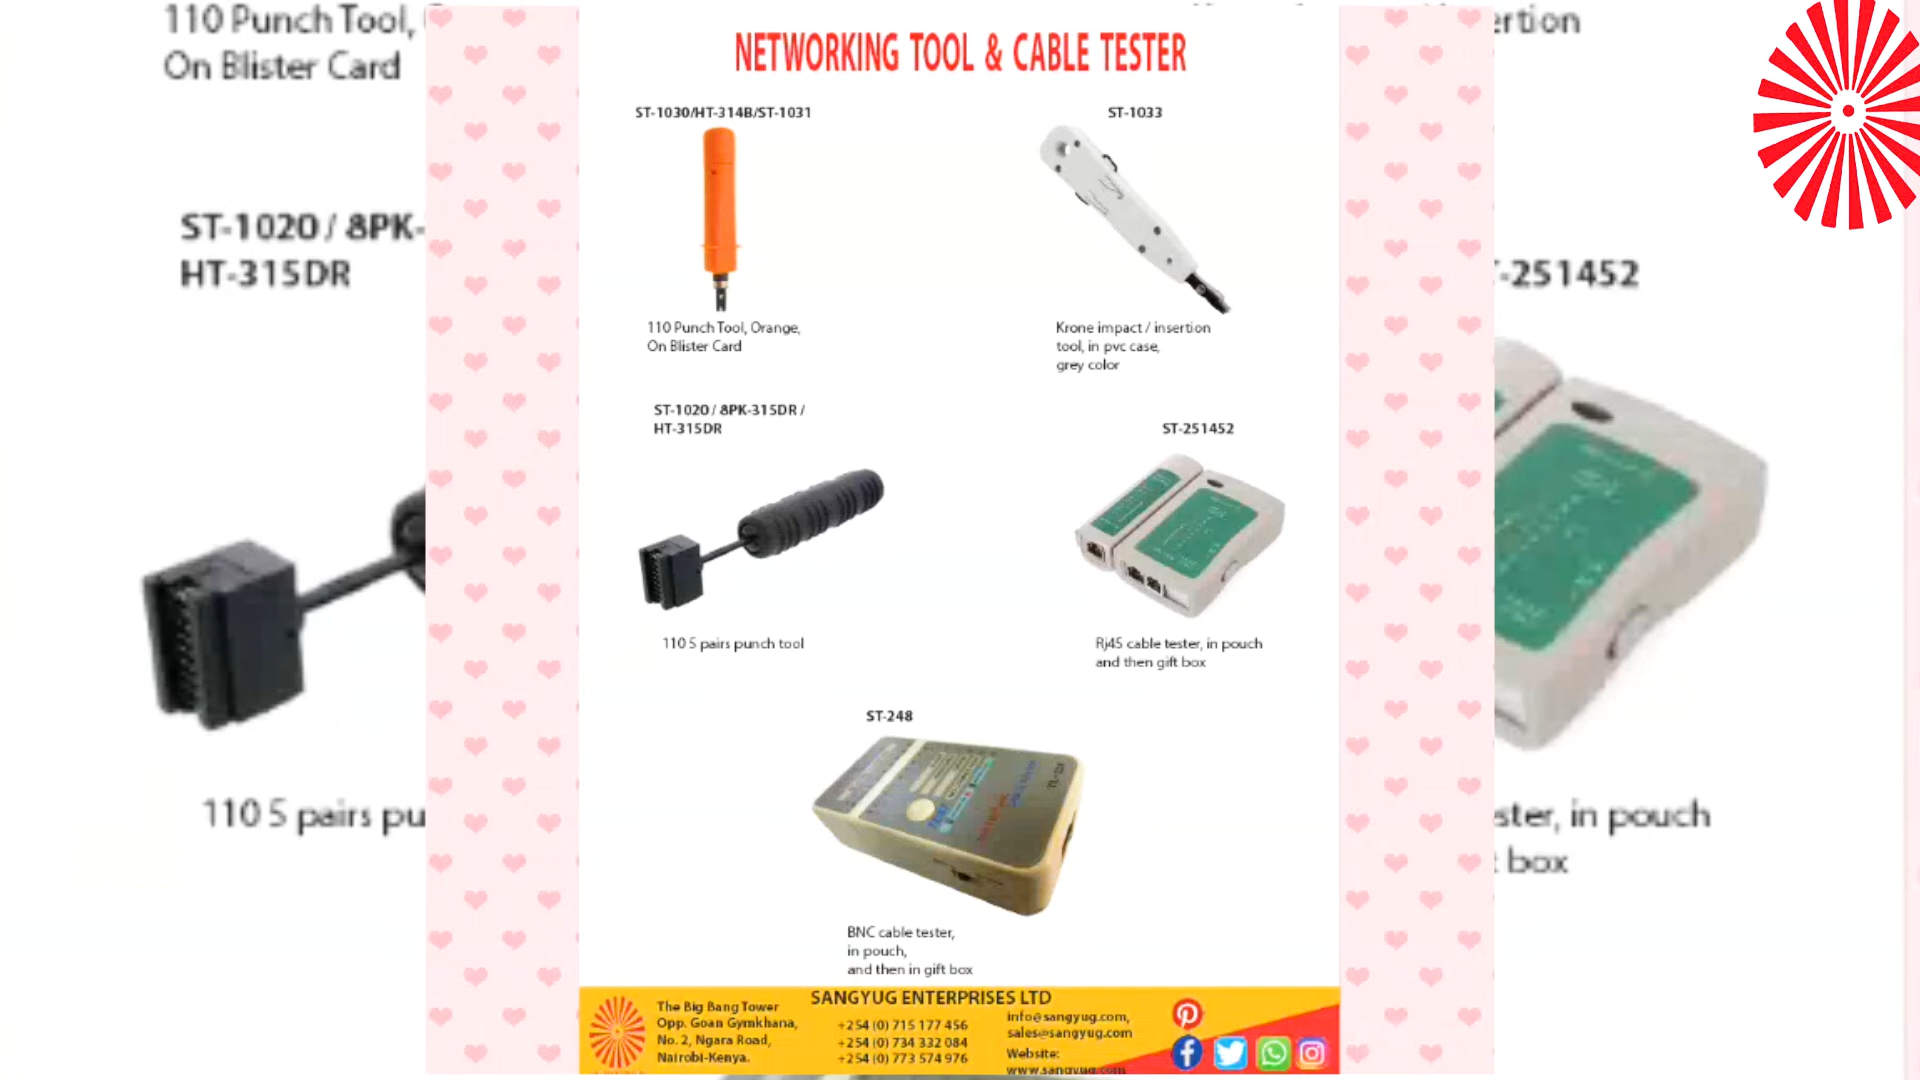 110 Punch Tool,
On Blister Card
ertion
ST-1020 / 8PK-
HT-315DR
-251452
110 5 pairs pu
ster, in pouch
box
NETWORKING TOOL & CABLE TESTER
ST-1030/HT-314B/ST-1031
ST-1033
110 Punch Tool, Orange,
On Blister Card
Krone impact / insertion
tool, in pvc case,
grey color
ST-1020 / 8PK-315DR /
HT-315DR
ST-251452
110 5 pairs punch tool
Rj45 cable tester, in pouch
and then gift box
ST-248
BNC cable tester,
in pouch,
and then in gift box
SANGYUG ENTERPRISES LTD
The Big Bang Tower
Opp. Goan Gymkhana,
No. 2, Ngara Road,
Nairobi-Kenya.
+254 (0) 715 177 456
+254 (0) 734 332 084
+254 (0) 773 574 976
info@sangyug.com,
sales@sangyug.com
Website:
www.sangyug.com